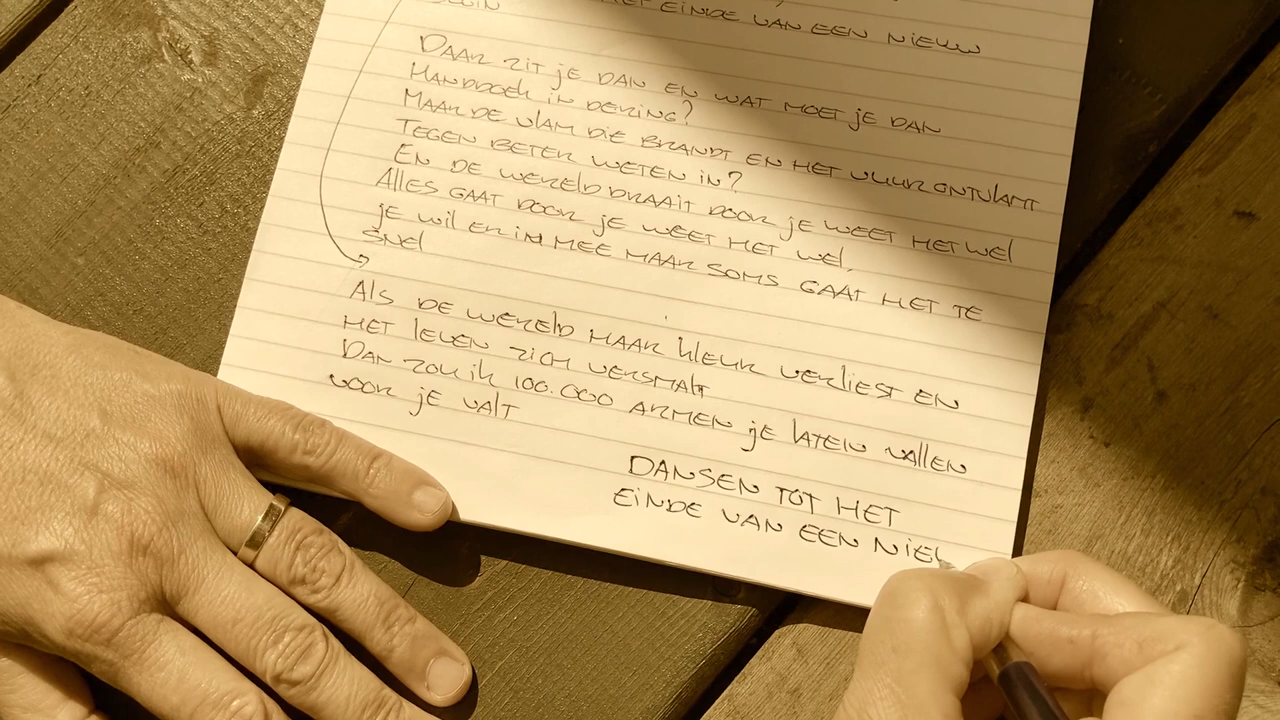 HET EINDE VAN EEN NIEUW
DAAR ZIT JE DAN EN WAT MOET JE DAN
HANDDOEK IN DE RING?
MAAR DE VLAM DIE BRANDT EN HET VUUR ONTVLAMT
TEGEN BETER WETEN IN?
EN DE WERELD DRAAIT DOOR JE WEET HET WEL
ALLES GAAT DOOR JE WEET HET WEL.
JE WIL ER IN MEE MAAR SOMS GAAT HET TE
SNEL
ALS DE WERELD HAAR KLEUR VERLIEST EN
HET LEVEN ZICH VERSMALT
DAN ZOU IK 100.000 ARMEN JE LATEN VALLEN
VOOR JE VALT
DANSEN TOT HET
EINDE VAN EEN NIEU